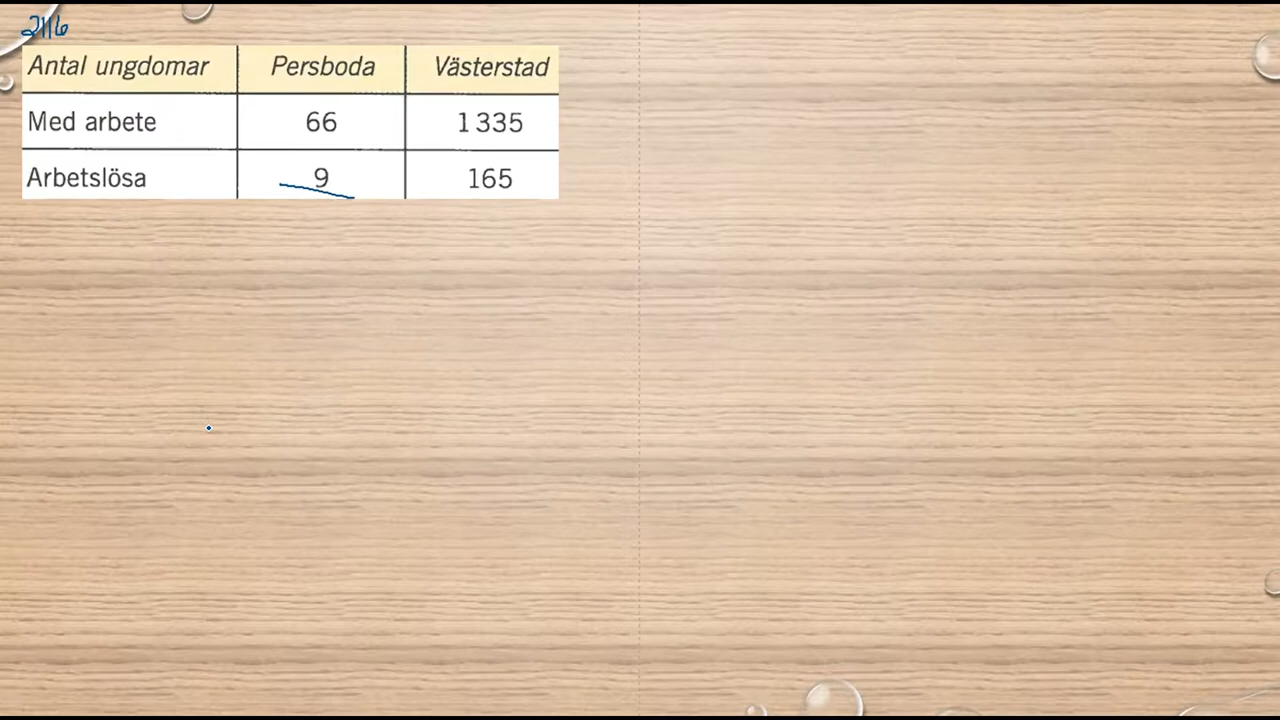 2116
Antal ungdomar Persboda Västerstad
Med arbete 66 1 335
Arbetslösa 9 165